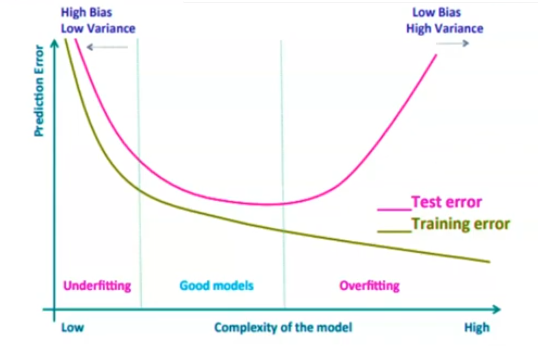 High Bias
Low Variance
Low Bias
High Variance
Prediction Error
Test error
Training error
Underfitting
Good models
Overfitting
Low
Complexity of the model
High